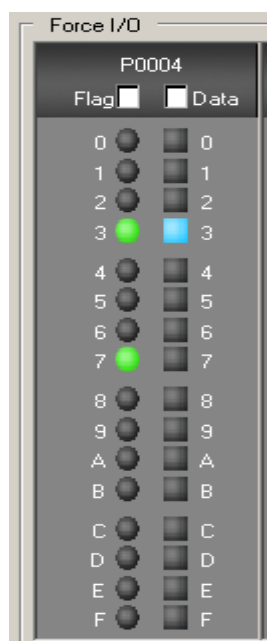 Force I/O
P0004
Flag Data
0 0
1 1
2 2
3 3
4 4
5 5
6 6
7 7
8 8
9 9
A A
B B
C C
D D
E E
F F